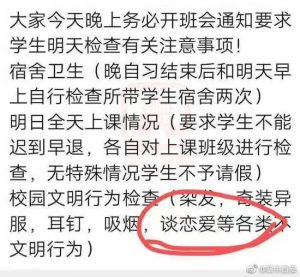 大家今天晚上务必开班会通知要求
学生明天检查有关注意事项！
宿舍卫生（晚自习结束后和明天早
上自行检查所带学生宿舍两次）
明日全天上课情况（要求学生不能
迟到早退，各自对上课班级进行检
查，无特殊情况学生不予请假）
校园文明行为检查（染发，奇装异
服，耳钉，吸烟，谈恋爱等各类不
文明行为）